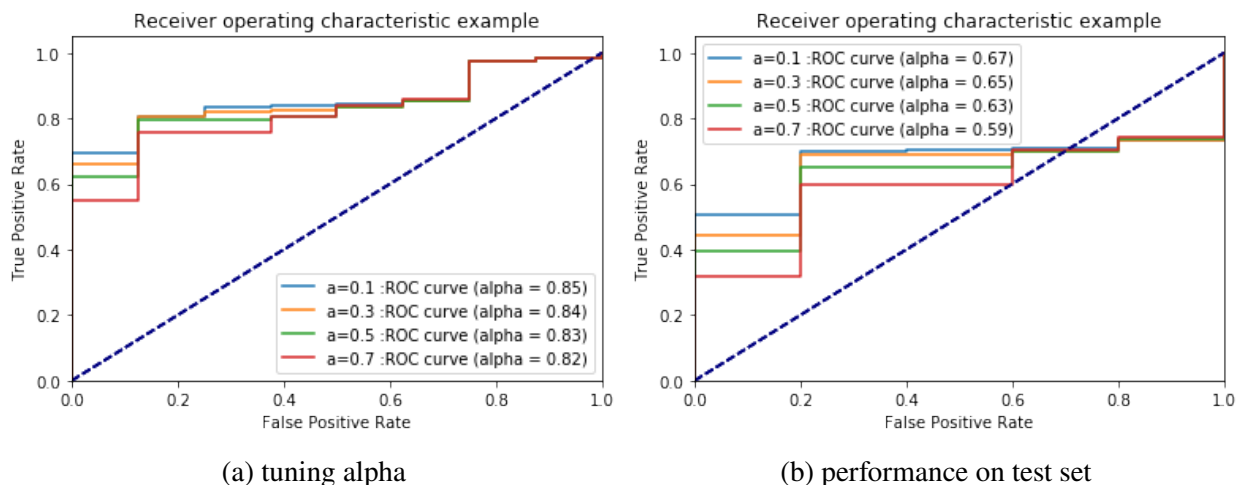 Receiver operating characteristic example
1.0
0.8
0.6
0.4
0.2
0.0
True Positive Rate
a=0.1 :ROC curve (alpha = 0.85)
a=0.3 :ROC curve (alpha = 0.84)
a=0.5 :ROC curve (alpha = 0.83)
a=0.7 :ROC curve (alpha = 0.82)
0.0 0.2 0.4 0.6 0.8 1.0
False Positive Rate
(a) tuning alpha
Receiver operating characteristic example
1.0
0.8
0.6
0.4
0.2
0.0
True Positive Rate
a=0.1 :ROC curve (alpha = 0.67)
a=0.3 :ROC curve (alpha = 0.65)
a=0.5 :ROC curve (alpha = 0.63)
a=0.7 :ROC curve (alpha = 0.59)
0.0 0.2 0.4 0.6 0.8 1.0
False Positive Rate
(b) performance on test set